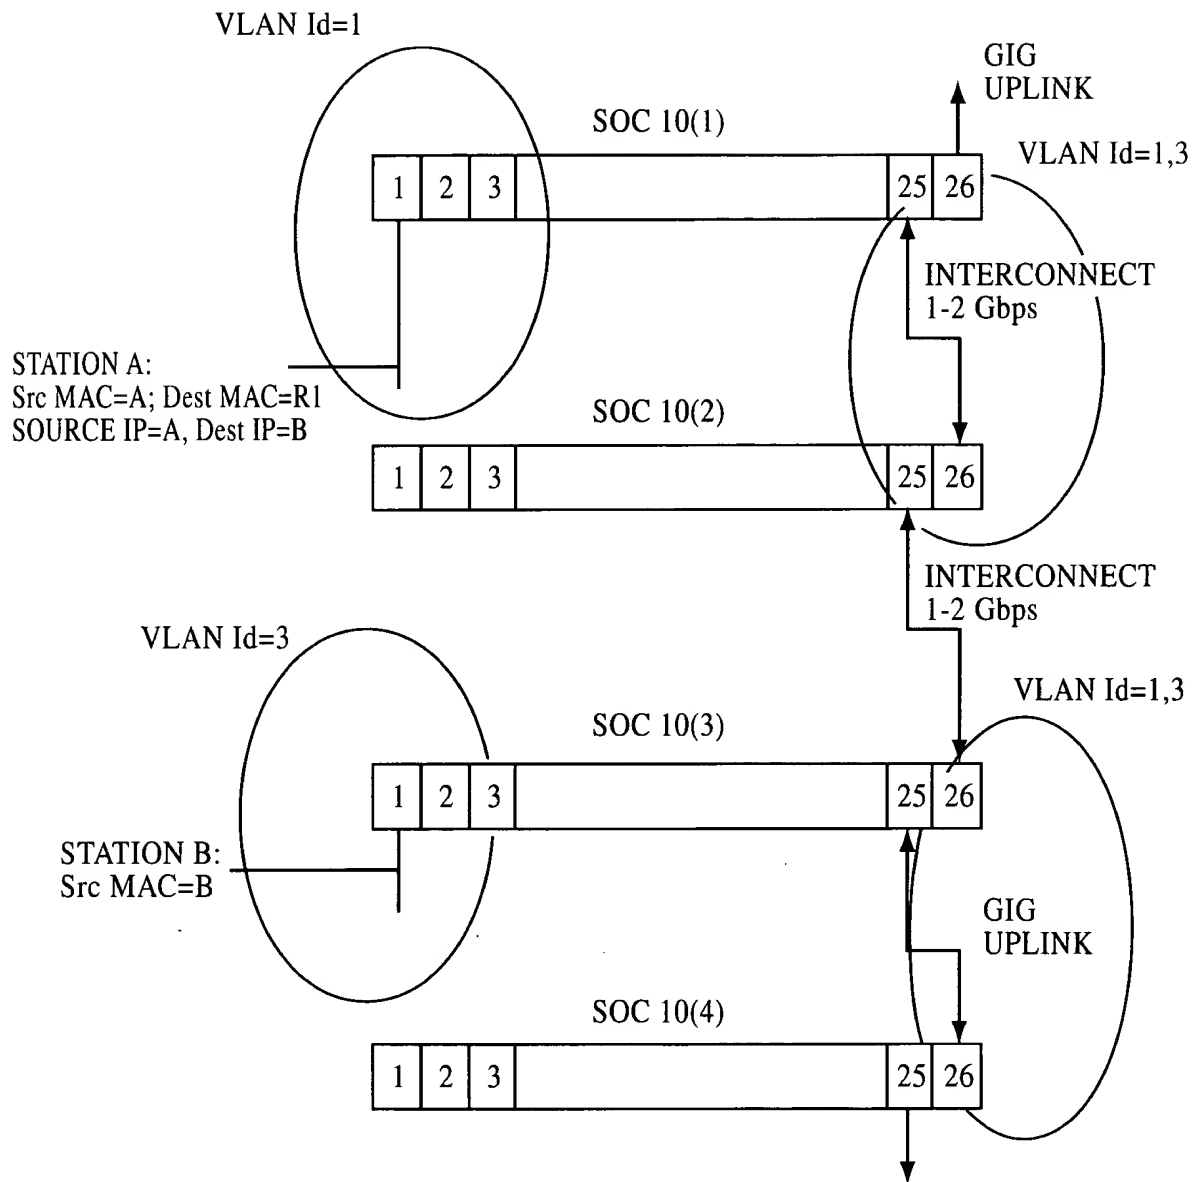 VLAN Id=1
GIG
UPLINK
SOC 10(1)
VLAN Id=1,3
1 2 3 25 26
INTERCONNECT
1-2 Gbps
STATION A:
Src MAC=A; Dest MAC=R1
SOURCE IP=A, Dest IP=B
SOC 10(2)
1 2 3 25 26
INTERCONNECT
1-2 Gbps
VLAN Id=3
VLAN Id=1,3
SOC 10(3)
1 2 3 25 26
STATION B:
Src MAC=B
GIG
UPLINK
SOC 10(4)
1 2 3 25 26